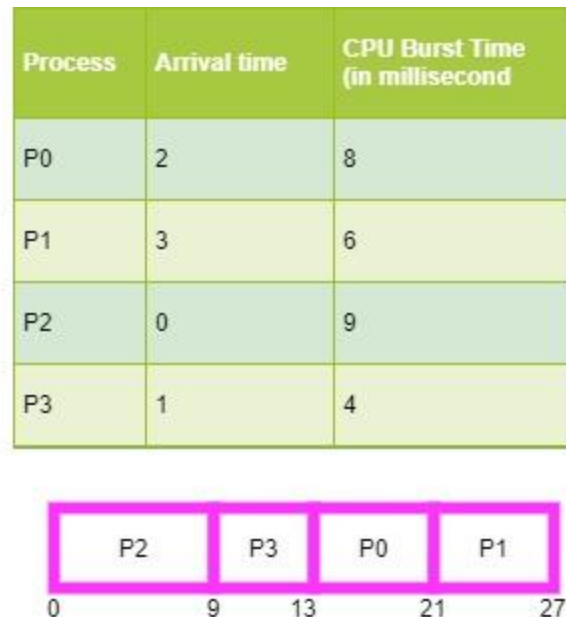 Process Arrival time CPU Burst Time
(in millisecond
P0 2 8
P1 3 6
P2 0 9
P3 1 4
P2 P3 P0 P1
0 9 13 21 27